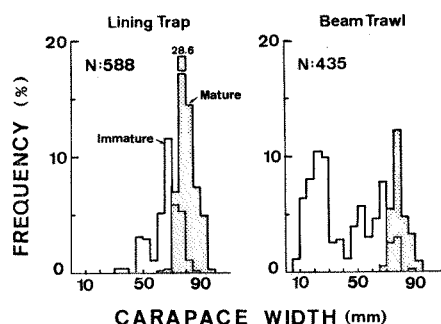 Lining Trap
Beam Trawl
FREQUENCY (%)
20
10
0
N:588
28.6
Mature
Immature
10
50
90
20
10
0
N:435
10
50
90
CARAPACE WIDTH (mm)